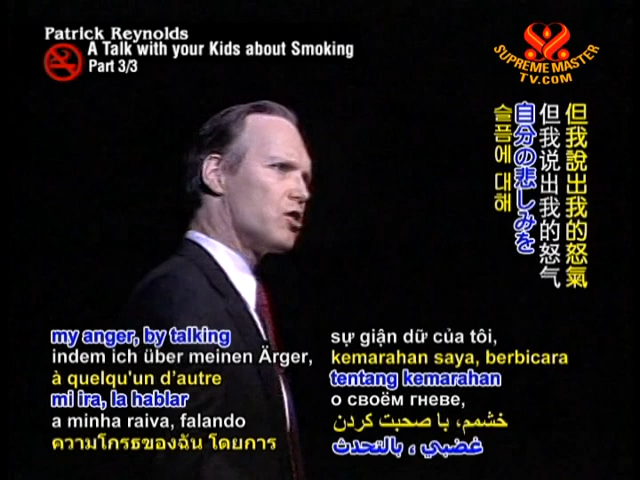 Patrick Reynolds
A Talk with your Kids about Smoking
Part 3/3
SUPREME MASTER
TV.COM
但我說出我的怒氣
但我说出我的怒气
自分の悲しみを
슬픔에 대해
my anger, by talking
indem ich über meinen Ärger,
à quelqu'un d’autre
mi ira, la hablar
a minha raiva, falando
ความโกรธของฉัน โดยการ
sự giận dữ của tôi,
kemarahan saya, berbicara
tentang kemarahan
о своём гневе,
خشمم، با صحبت کردن
غضبي ، بالتحدث